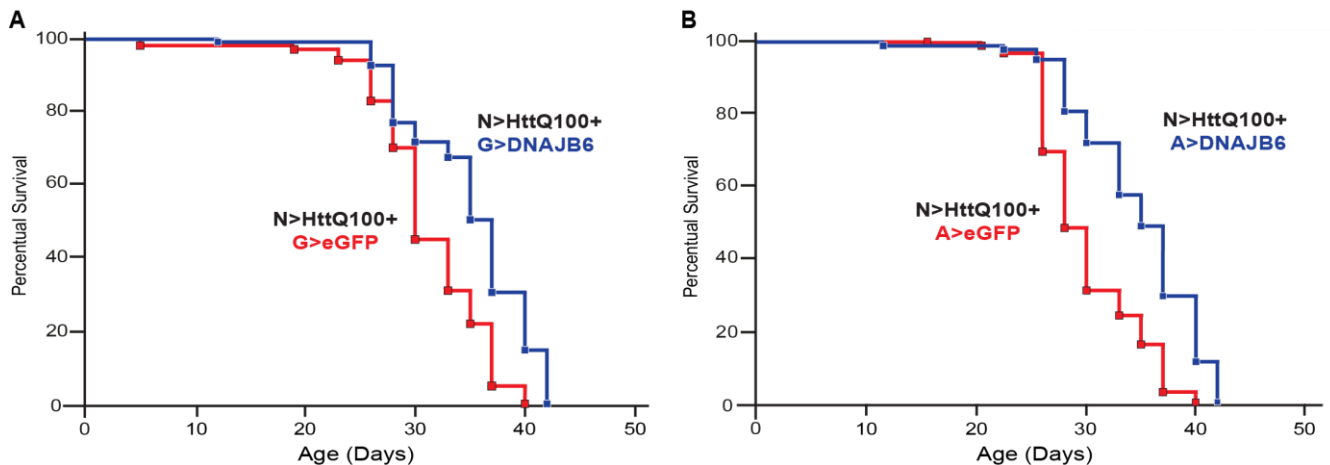 A
Percentual Survival
100
80
60
40
20
0
N>HttQ100+
G>DNAJB6
N>HttQ100+
G>eGFP
0 10 20 30 40 50
Age (Days)
B
Percentual Survival
100
80
60
40
20
0
N>HttQ100+
A>DNAJB6
N>HttQ100+
A>eGFP
0 10 20 30 40 50
Age (Days)